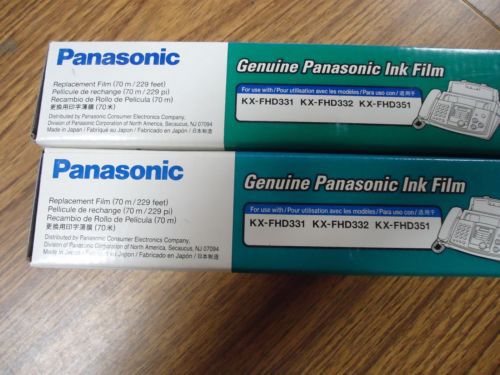 Panasonic
Replacement Film (70 m / 229 feet)
Pellicule de rechange (70 m / 229 pi)
Recambio de Rollo de Película (70 m)
更換用印字薄膜 (70米)
Distributed by Panasonic Consumer Electronics Company,
Division of Panasonic Corporation of North America, Secaucus, NJ 07094
Made in Japan / Fabriqué au Japon / Fabricado en Japón / 日本制造
Genuine Panasonic Ink Film
For use with / Pour utilisation avec les modèles / Para uso con / 适用于
KX-FHD331 KX-FHD332 KX-FHD351
Panasonic
Replacement Film (70 m / 229 feet)
Pellicule de rechange (70 m / 229 pi)
Recambio de Rollo de Película (70 m)
更換用印字薄膜 (70米)
Distributed by Panasonic Consumer Electronics Company,
Division of Panasonic Corporation of North America, Secaucus, NJ 07094
Made in Japan / Fabriqué au Japon / Fabricado en Japón / 日本制造
Genuine Panasonic Ink Film
For use with / Pour utilisation avec les modèles / Para uso con / 适用于
KX-FHD331 KX-FHD332 KX-FHD351